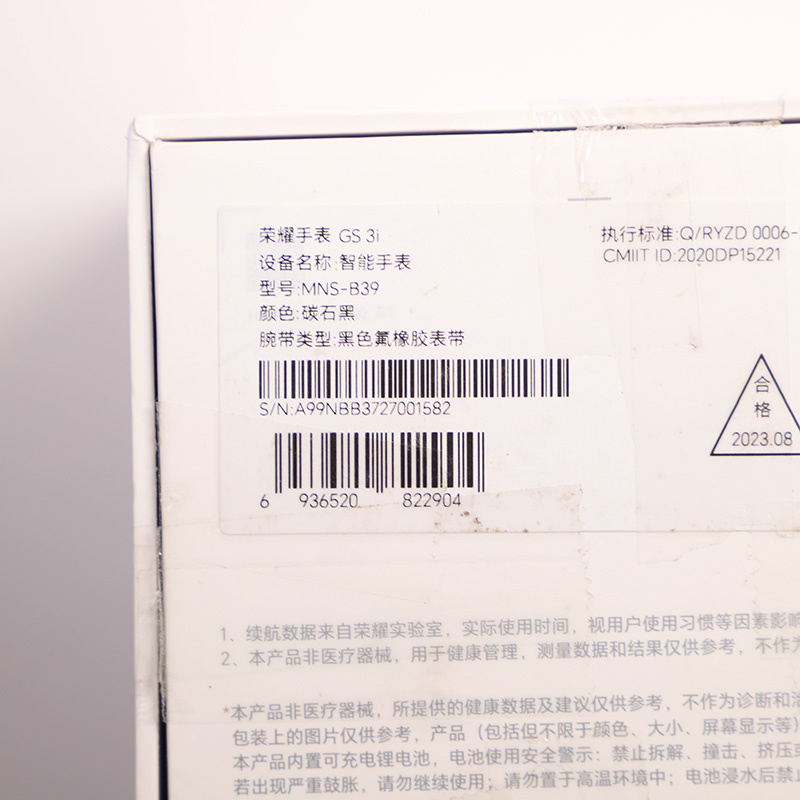 荣耀手表 GS 3i
设备名称:智能手表
型号:MNS-B39
颜色:碳石黑
腕带类型:黑色氟橡胶表带
S/N:A99NBB3727001582
6 936520 822904
执行标准:Q/RYZD 0006-
CMIIT ID:2020DP15221
合
格
2023.08
1、续航数据来自荣耀实验室，实际使用时间，视用户使用习惯等因素影响
2、本产品非医疗器械，用于健康管理，测量数据和结果仅供参考，不作为
*本产品非医疗器械，所提供的健康数据及建议仅供参考，不作为诊断和治
包装上的图片仅供参考，产品（包括但不限于颜色、大小、屏幕显示等）
本产品内置可充电锂电池，电池使用安全警示：禁止拆解、撞击、挤压或
若出现严重鼓胀，请勿继续使用；请勿置于高温环境中；电池浸水后禁止